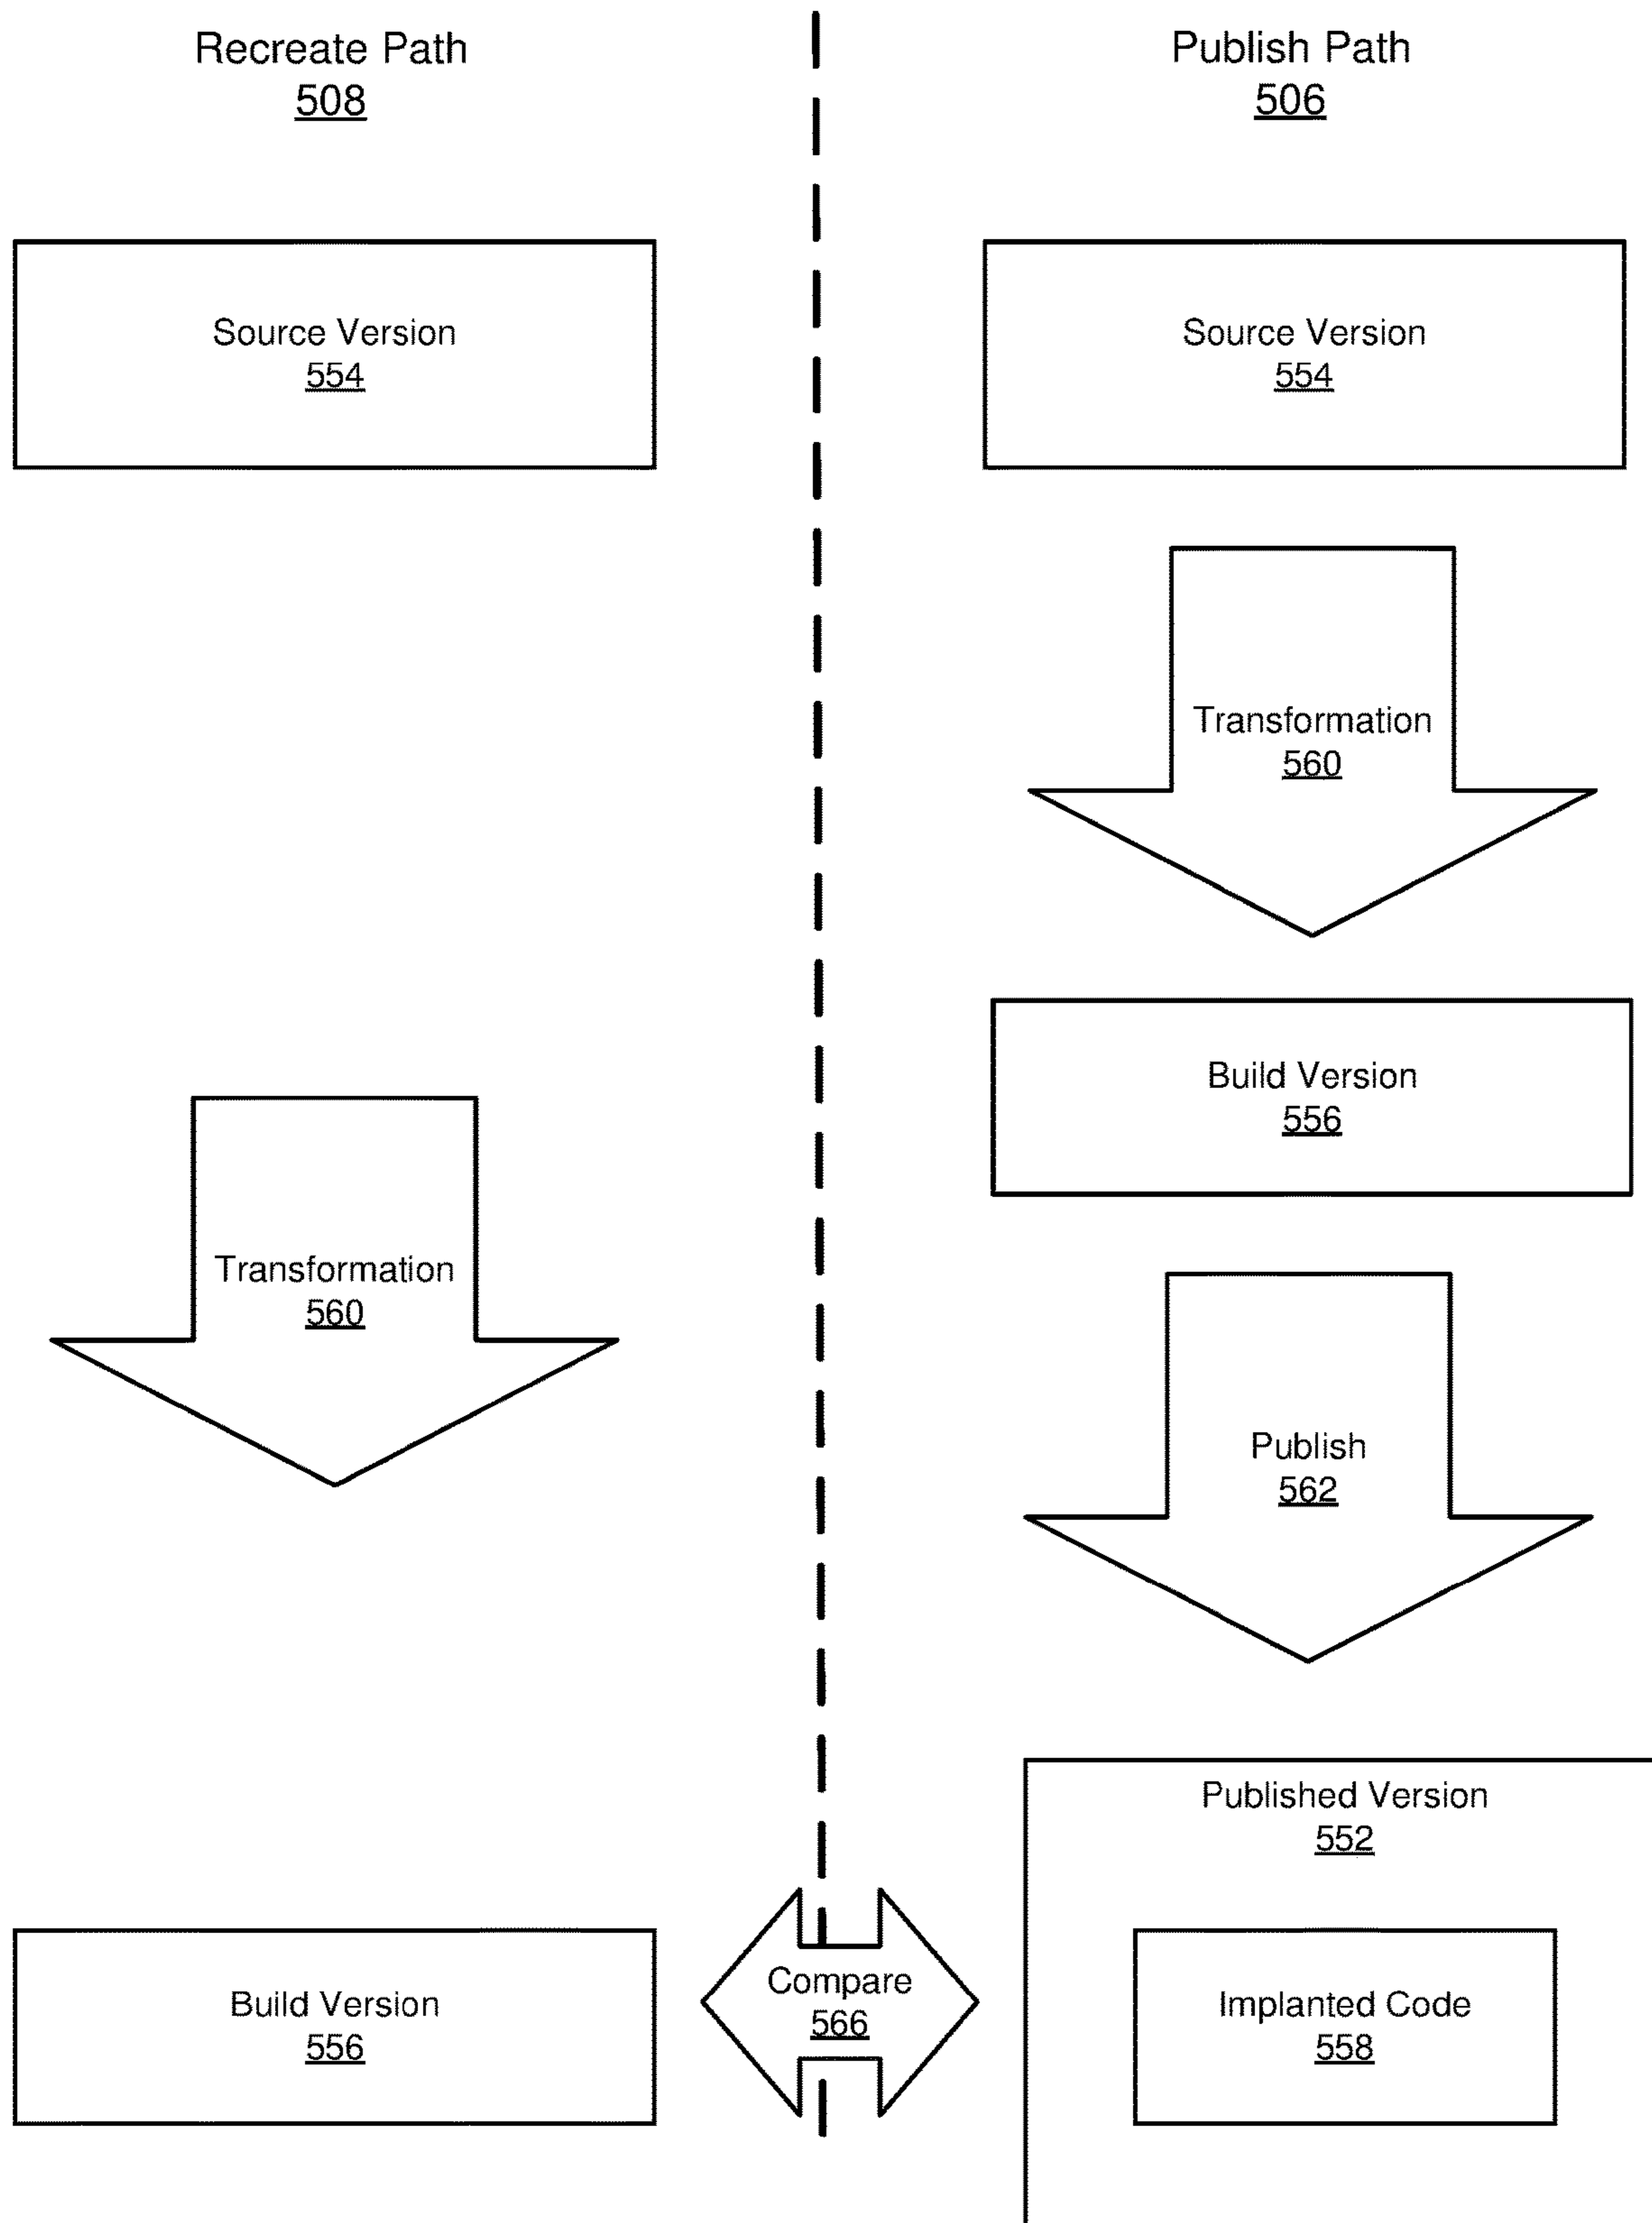 Recreate Path
508
Publish Path
506
Source Version
554
Source Version
554
Transformation
560
Build Version
556
Transformation
560
Publish
562
Published Version
552
Compare
566
Build Version
556
Implanted Code
558